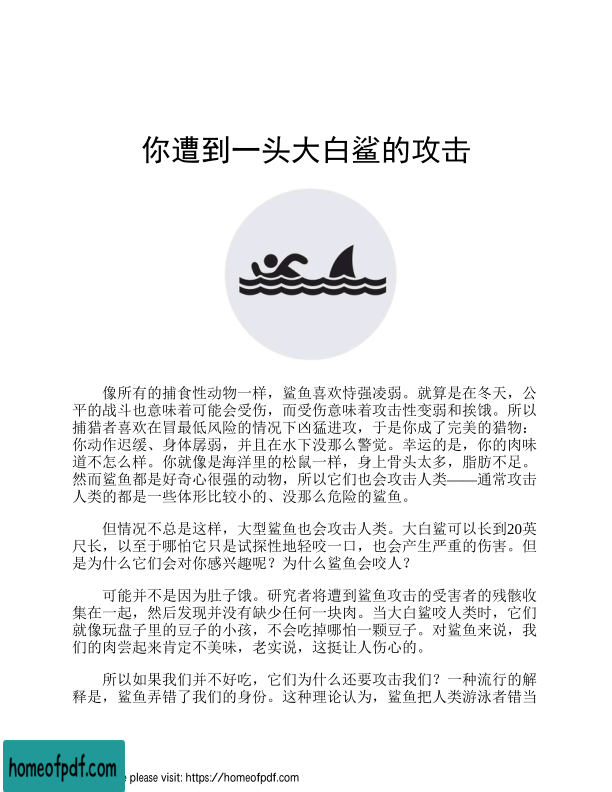 你遭到一头大白鲨的攻击
像所有的捕食性动物一样，鲨鱼喜欢恃强凌弱。就算是在冬天，公
平的战斗也意味着可能会受伤，而受伤意味着攻击性变弱和挨饿。所以
捕猎者喜欢在冒最低风险的情况下凶猛进攻，于是你成了完美的猎物：
你动作迟缓、身体孱弱，并且在水下没那么警觉。幸运的是，你的肉味
道不怎么样。你就像是海洋里的松鼠一样，身上骨头太多，脂肪不足。
然而鲨鱼都是好奇心很强的动物，所以它们也会攻击人类——通常攻击
人类的都是一些体形比较小的、没那么危险的鲨鱼。
但情况不总是这样，大型鲨鱼也会攻击人类。大白鲨可以长到20英
尺长，以至于哪怕它只是试探性地轻咬一口，也会产生严重的伤害。但
是为什么它们会对你感兴趣呢？为什么鲨鱼会咬人？
可能并不是因为肚子饿。研究者将遭到鲨鱼攻击的受害者的残骸收
集在一起，然后发现并没有缺少任何一块肉。当大白鲨咬人类时，它们
就像玩盘子里的豆子的小孩，不会吃掉哪怕一颗豆子。对鲨鱼来说，我
们的肉尝起来肯定不美味，老实说，这挺让人伤心的。
所以如果我们并不好吃，它们为什么还要攻击我们？一种流行的解
释是，鲨鱼弄错了我们的身份。这种理论认为，鲨鱼把人类游泳者错当
homeofpdf.com
e please visit: https://homeofpdf.com